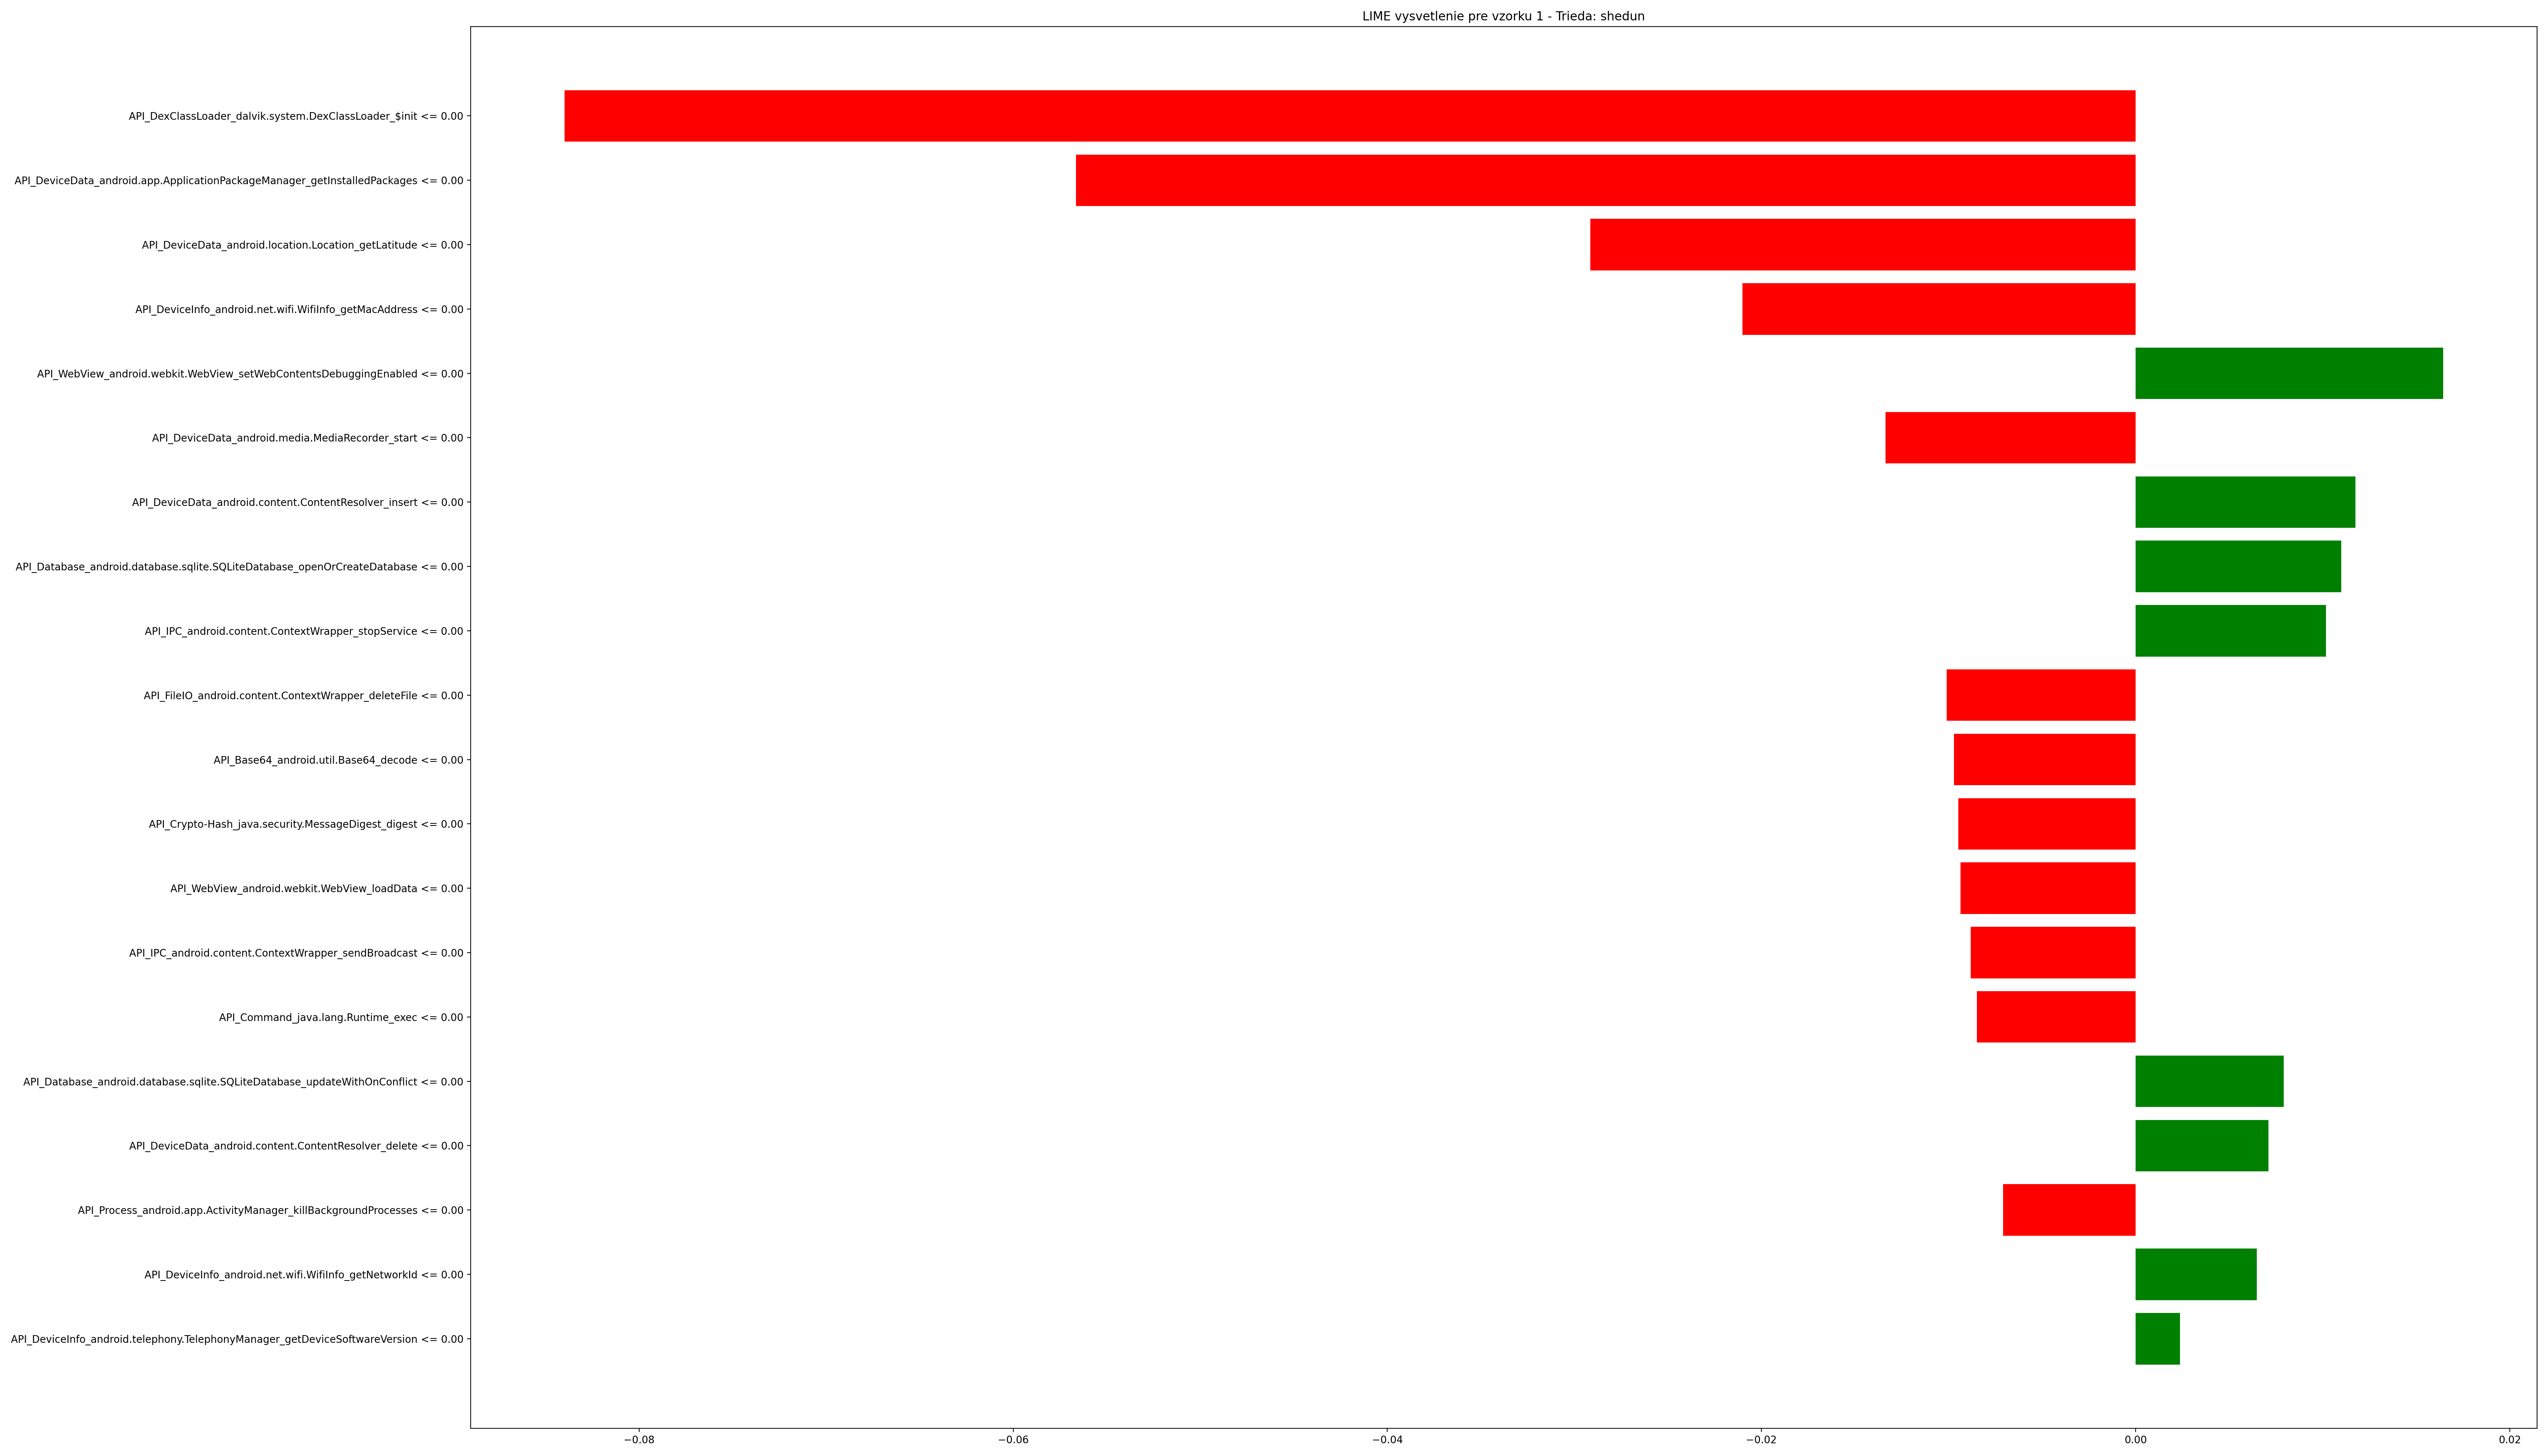 LIME vysvetlenie pre vzorku 1 - Trieda: shedun
API_DexClassLoader_dalvik.system.DexClassLoader_$init <= 0.00
API_DeviceData_android.app.ApplicationPackageManager_getInstalledPackages <= 0.00
API_DeviceData_android.location.Location_getLatitude <= 0.00
API_DeviceInfo_android.net.wifi.WifiInfo_getMacAddress <= 0.00
API_WebView_android.webkit.WebView_setWebContentsDebuggingEnabled <= 0.00
API_DeviceData_android.media.MediaRecorder_start <= 0.00
API_DeviceData_android.content.ContentResolver_insert <= 0.00
API_Database_android.database.sqlite.SQLiteDatabase_openOrCreateDatabase <= 0.00
API_IPC_android.content.ContextWrapper_stopService <= 0.00
API_FileIO_android.content.ContextWrapper_deleteFile <= 0.00
API_Base64_android.util.Base64_decode <= 0.00
API_Crypto-Hash_java.security.MessageDigest_digest <= 0.00
API_WebView_android.webkit.WebView_loadData <= 0.00
API_IPC_android.content.ContextWrapper_sendBroadcast <= 0.00
API_Command_java.lang.Runtime_exec <= 0.00
API_Database_android.database.sqlite.SQLiteDatabase_updateWithOnConflict <= 0.00
API_DeviceData_android.content.ContentResolver_delete <= 0.00
API_Process_android.app.ActivityManager_killBackgroundProcesses <= 0.00
API_DeviceInfo_android.net.wifi.WifiInfo_getNetworkId <= 0.00
API_DeviceInfo_android.telephony.TelephonyManager_getDeviceSoftwareVersion <= 0.00
−0.08 −0.06 −0.04 −0.02 0.00 0.02